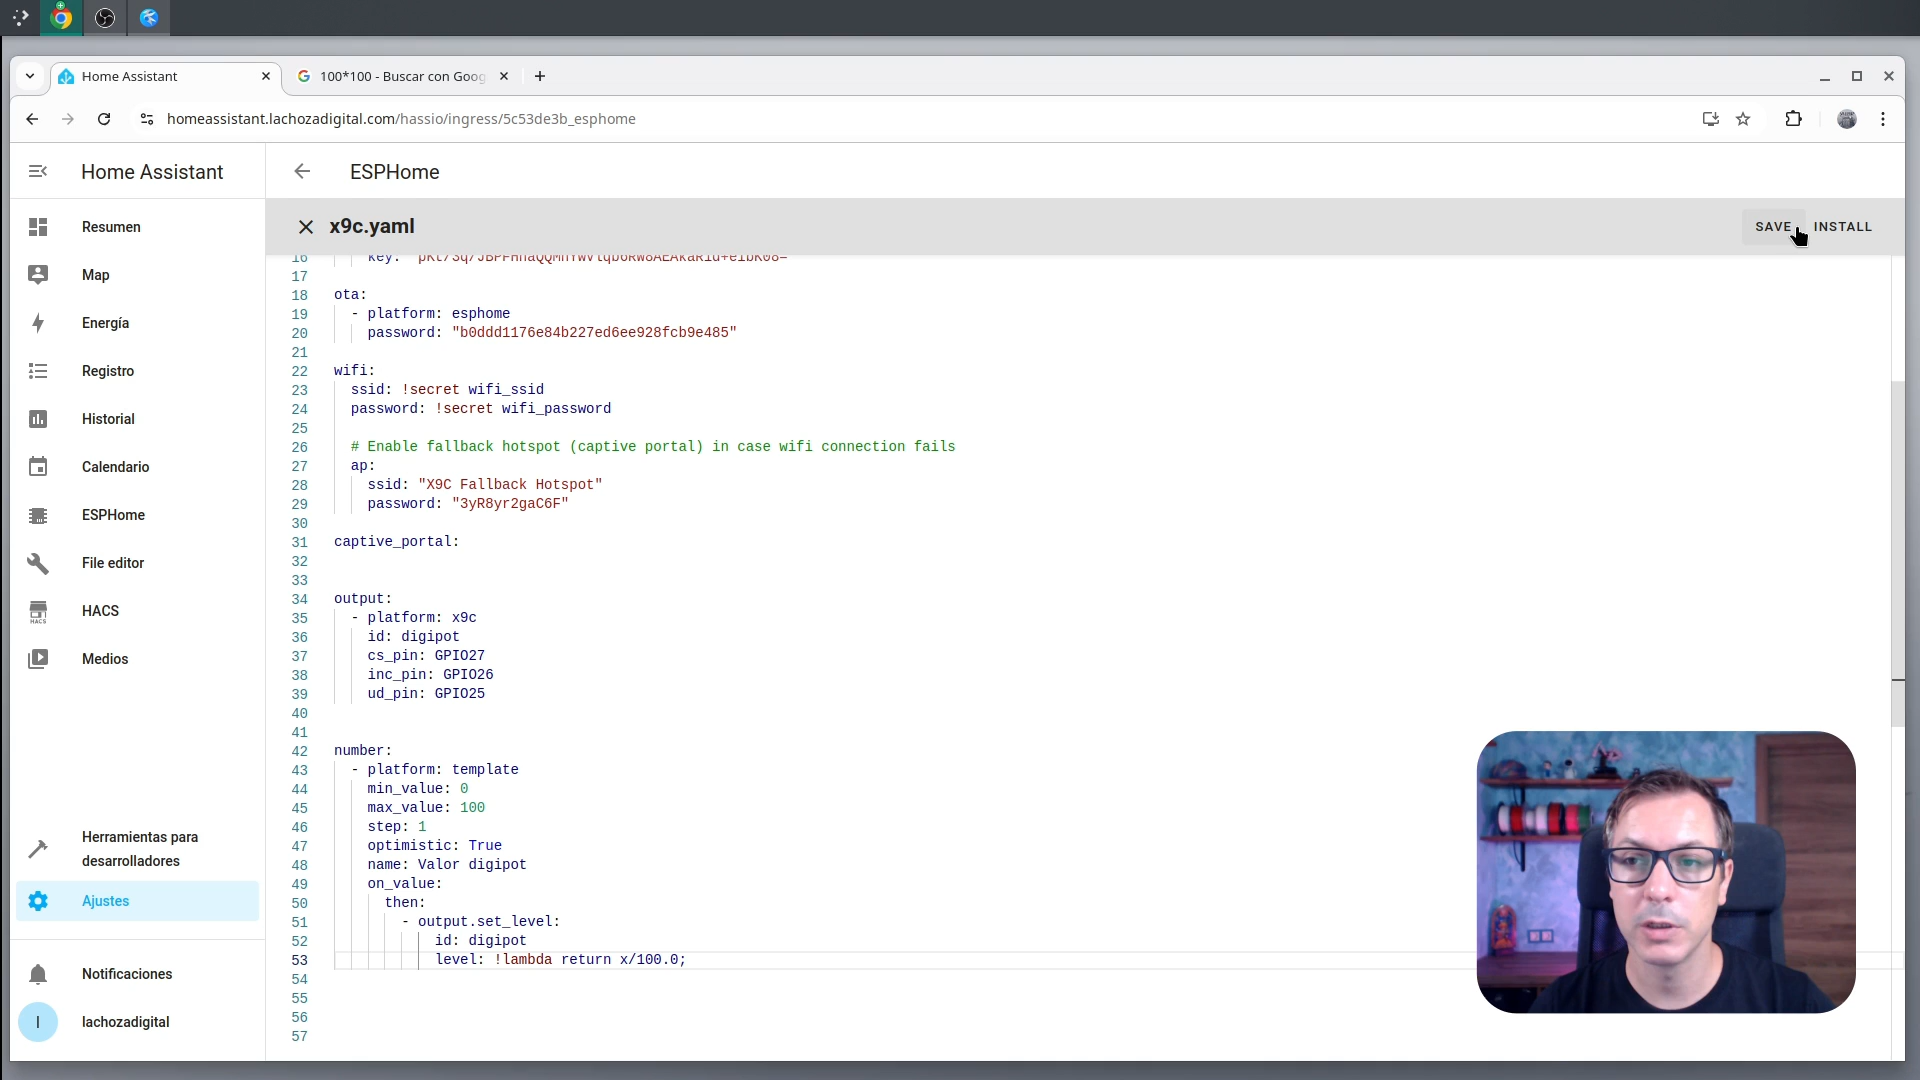 Home Assistant
100*100 - Buscar con Goog
homeassistant.lachozadigital.com/hassio/ingress/5c53de3b_esphome
Home Assistant
ESPHome
x9c.yaml
SAVE
INSTALL
Resumen
Map
Energía
Registro
Historial
Calendario
ESPHome
File editor
HACS
HACS
Medios
Herramientas para
desarrolladores
Ajustes
Notificaciones
I
lachozadigital
16 key:
17
18 ota:
19 - platform: esphome
20 password: "b0ddd1176e84b227ed6ee928fcb9e485"
21
22 wifi:
23 ssid: !secret wifi_ssid
24 password: !secret wifi_password
25
26 # Enable fallback hotspot (captive portal) in case wifi connection fails
27 ap:
28 ssid: "X9C Fallback Hotspot"
29 password: "3yR8yr2gaC6F"
30
31 captive_portal:
32
33
34 output:
35 - platform: x9c
36 id: digipot
37 cs_pin: GPIO27
38 inc_pin: GPIO26
39 ud_pin: GPIO25
40
41
42 number:
43 - platform: template
44 min_value: 0
45 max_value: 100
46 step: 1
47 optimistic: True
48 name: Valor digipot
49 on_value:
50 then:
51 - output.set_level:
52 id: digipot
53 level: !lambda return x/100.0;
54
55
56
57